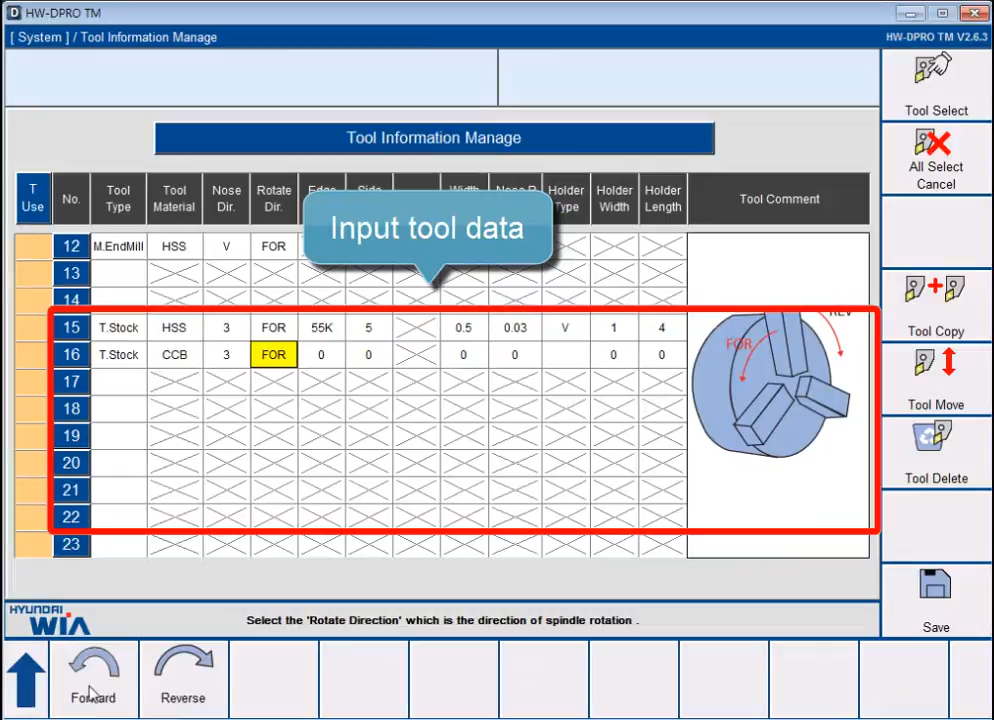 HW-DPRO TM
[ System ] / Tool Information Manage
HW-DPRO TM V2.6.3
Tool Information Manage
T Use No. Tool Type Tool Material Nose Dir. Rotate Dir. Holder Width Holder Length Tool Comment
Input tool data
12 M.EndMill HSS V FOR
13
14
15 T.Stock HSS 3 FOR 55K 5 0.5 0.03 V 1 4
16 T.Stock CCB 3 FOR 0 0 0 0 0 0
FOR
REV
17
18
19
20
21
22
23
Tool Select
All Select
Cancel
Tool Copy
Tool Move
Tool Delete
Save
HYUNDAI
WIA
Select the 'Rotate Direction' which is the direction of spindle rotation .
Forward
Reverse